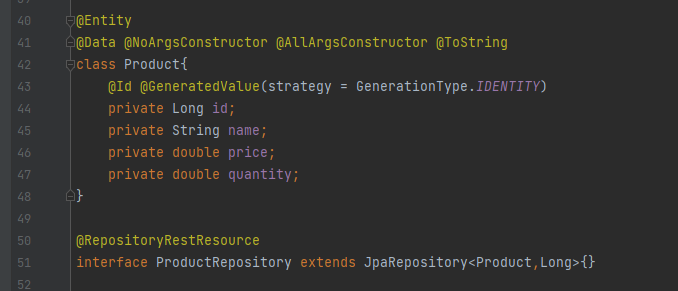 40 @Entity
41 @Data @NoArgsConstructor @AllArgsConstructor @ToString
42 class Product{
43 @Id @GeneratedValue(strategy = GenerationType.IDENTITY)
44 private Long id;
45 private String name;
46 private double price;
47 private double quantity;
48 }
49
50 @RepositoryRestResource
51 interface ProductRepository extends JpaRepository<Product,Long>{}
52